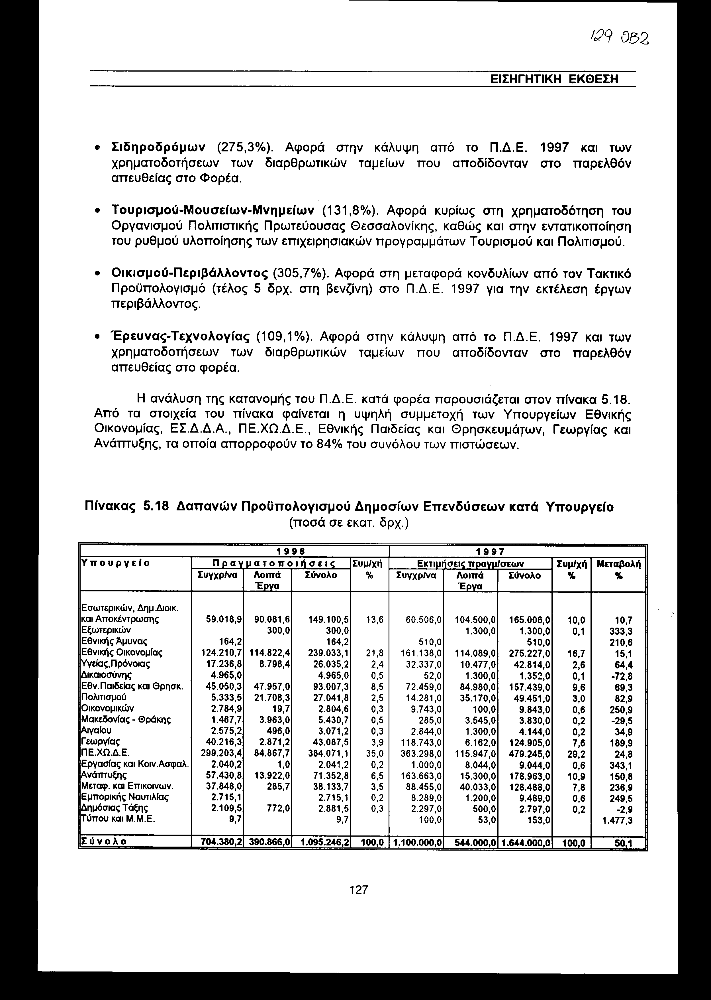 129 ϑΒ2
ΕΙΣΗΓΗΤΙΚΗ ΕΚΘΕΣΗ
• Σιδηροδρόμων (275,3%). Αφορά στην κάλυψη από το Π.Δ.Ε. 1997 και των
χρηματοδοτήσεων των διαρθρωτικών ταμείων που αποδίδονταν στο παρελθόν
απευθείας στο Φορέα.
• Τουρισμού-Μουσείων-Μνημείων (131,8%). Αφορά κυρίως στη χρηματοδότηση του
Οργανισμού Πολιτιστικής Πρωτεύουσας Θεσσαλονίκης, καθώς και στην εντατικοποίηση
του ρυθμού υλοποίησης των επιχειρησιακών προγραμμάτων Τουρισμού και Πολιτισμού.
• Οικισμού-Περιβάλλοντος (305,7%). Αφορά στη μεταφορά κονδυλίων από τον Τακτικό
Προϋπολογισμό (τέλος 5 δρχ. στη βενζίνη) στο Π.Δ.Ε. 1997 για την εκτέλεση έργων
περιβάλλοντος.
• Έρευνας-Τεχνολογίας (109,1%). Αφορά στην κάλυψη από το Π.Δ.Ε. 1997 και των
χρηματοδοτήσεων των διαρθρωτικών ταμείων που αποδίδονταν στο παρελθόν
απευθείας στο φορέα.
Η ανάλυση της κατανομής του Π.Δ.Ε. κατά φορέα παρουσιάζεται στον πίνακα 5.18.
Από τα στοιχεία του πίνακα φαίνεται η υψηλή συμμετοχή των Υπουργείων Εθνικής
Οικονομίας, ΕΣ.Δ.Δ.Α., ΠΕ.ΧΩ.Δ.Ε., Εθνικής Παιδείας και Θρησκευμάτων, Γεωργίας και
Ανάπτυξης, τα οποία απορροφούν το 84% του συνόλου των πιστώσεων.
Πίνακας 5.18 Δαπανών Προϋπολογισμού Δημοσίων Επενδύσεων κατά Υπουργείο
(ποσά σε εκατ. δρχ.)
1996 1997
Υπουργείο Πραγματοποιήσεις Συμ/χή Εκτιμήσεις πραγμ/σεων Συμ/χή Μεταβολή
Συγχρ/να Λοιπά Σύνολο % Συγχρ/να Λοιπά Σύνολο % %
Έργα Έργα
Εσωτερικών, Δημ.Διοικ.
και Αποκέντρωσης 59.018,9 90.081,6 149.100,5 13,6 60.506,0 104.500,0 165.006,0 10,0 10,7
Εξωτερικών 300,0 300,0 1.300,0 1.300,0 0,1 333,3
Εθνικής Άμυνας 164,2 164,2 510,0 510,0 210,6
Εθνικής Οικονομίας 124.210,7 114.822,4 239.033,1 21,8 161.138,0 114.089,0 275.227,0 16,7 15,1
Υγείας,Πρόνοιας 17.236,8 8.798,4 26.035,2 2,4 32.337,0 10.477,0 42.814,0 2,6 64,4
Δικαιοσύνης 4.965,0 4.965,0 0,5 52,0 1.300,0 1.352,0 0,1 -72,8
Εθν.Παιδείας και Θρησκ. 45.050,3 47.957,0 93.007,3 8,5 72.459,0 84.980,0 157.439,0 9,6 69,3
Πολιτισμού 5.333,5 21.708,3 27.041,8 2,5 14.281,0 35.170,0 49.451,0 3,0 82,9
Οικονομικών 2.784,9 19,7 2.804,6 0,3 9.743,0 100,0 9.843,0 0,6 250,9
Μακεδονίας - Θράκης 1.467,7 3.963,0 5.430,7 0,5 285,0 3.545,0 3.830,0 0,2 -29,5
Αιγαίου 2.575,2 496,0 3.071,2 0,3 2.844,0 1.300,0 4.144,0 0,2 34,9
Γεωργίας 40.216,3 2.871,2 43.087,5 3,9 118.743,0 6.162,0 124.905,0 7,6 189,9
ΠΕ.ΧΩ.Δ.Ε. 299.203,4 84.867,7 384.071,1 35,0 363.298,0 115.947,0 479.245,0 29,2 24,8
Εργασίας και Κοιν.Ασφαλ. 2.040,2 1,0 2.041,2 0,2 1.000,0 8.044,0 9.044,0 0,6 343,1
Ανάπτυξης 57.430,8 13.922,0 71.352,8 6,5 163.663,0 15.300,0 178.963,0 10,9 150,8
Μεταφ. και Επικοινων. 37.848,0 285,7 38.133,7 3,5 88.455,0 40.033,0 128.488,0 7,8 236,9
Εμπορικής Ναυτιλίας 2.715,1 2.715,1 0,2 8.289,0 1.200,0 9.489,0 0,6 249,5
Δημόσιας Τάξης 2.109,5 772,0 2.881,5 0,3 2.297,0 500,0 2.797,0 0,2 -2,9
Τύπου και Μ.Μ.Ε. 9,7 9,7 100,0 53,0 153,0 1.477,3
Σύνολο 704.380,2 390.866,0 1.095.246,2 100,0 1.100.000,0 544.000,0 1.644.000,0 100,0 50,1
127